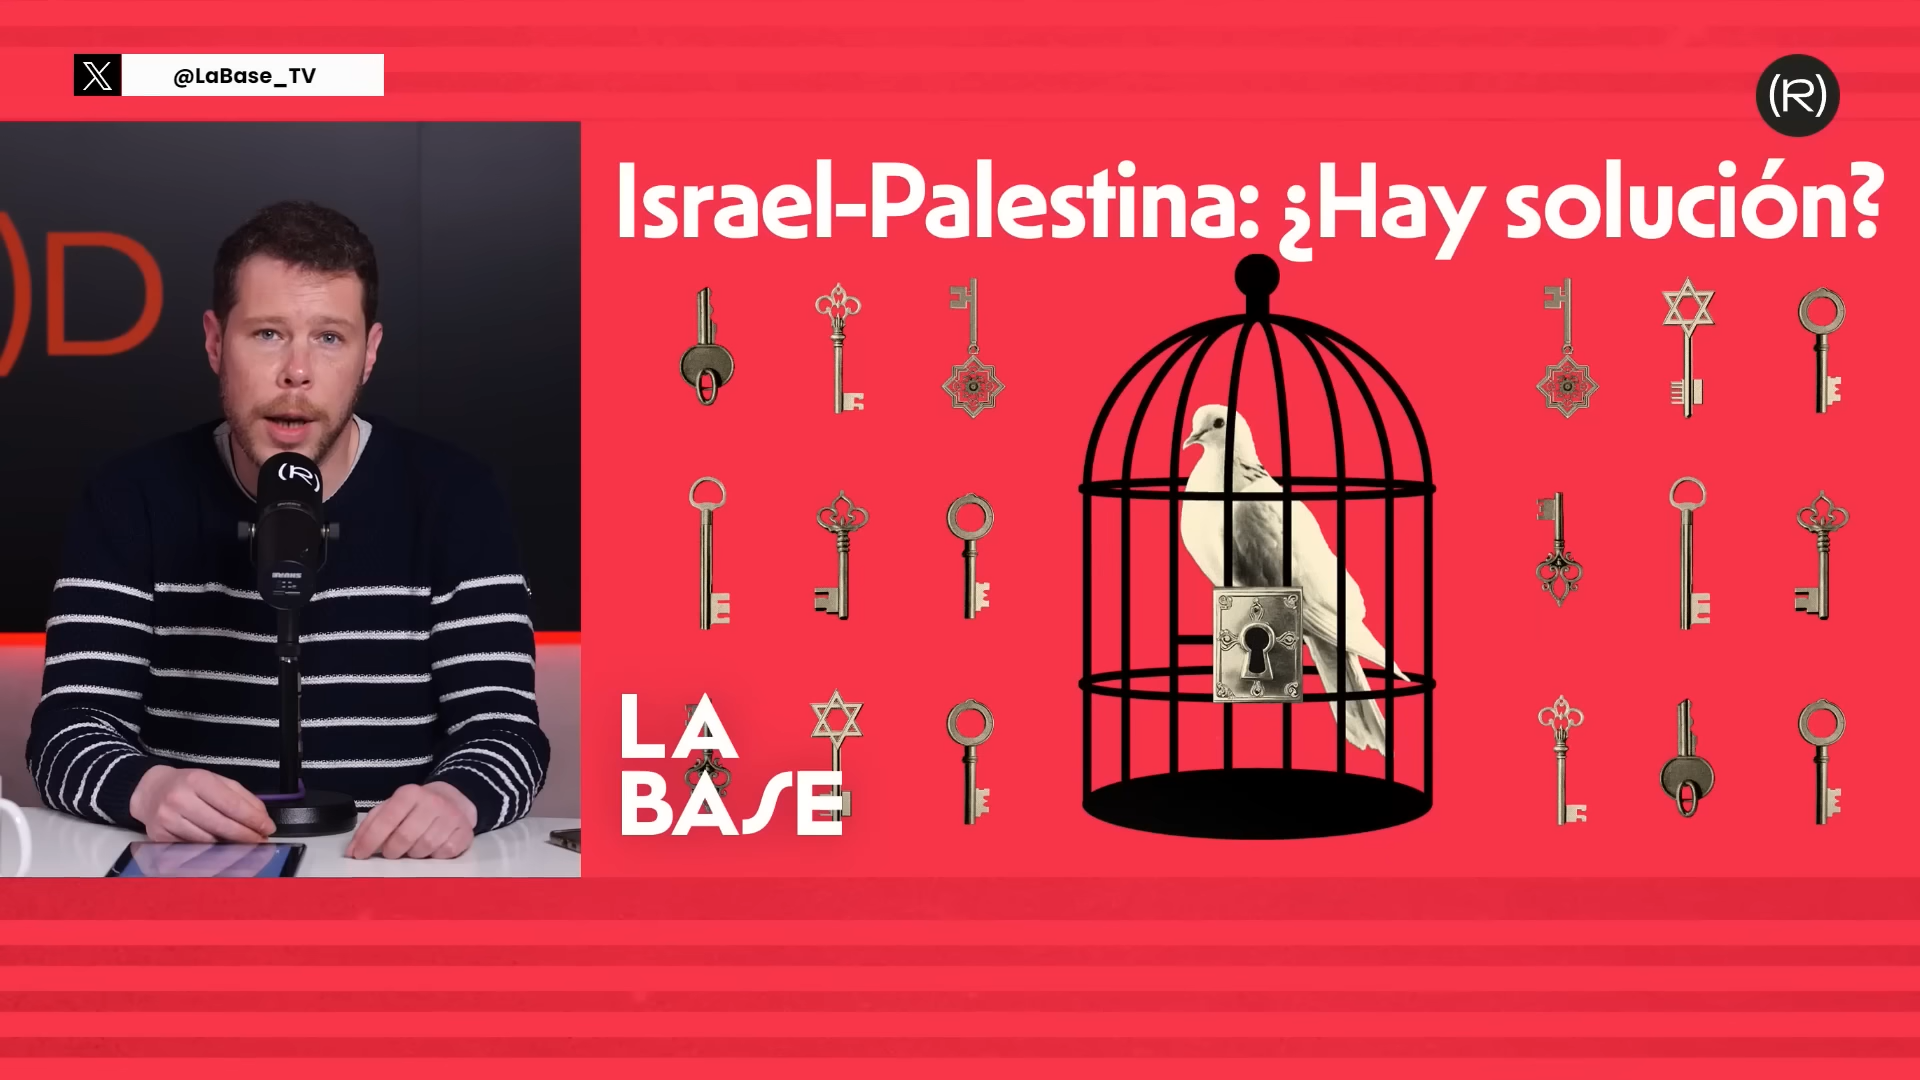 @LaBase_TV
(R)
Israel-Palestina: ¿Hay solución?
)D
(R)
LA
BASE